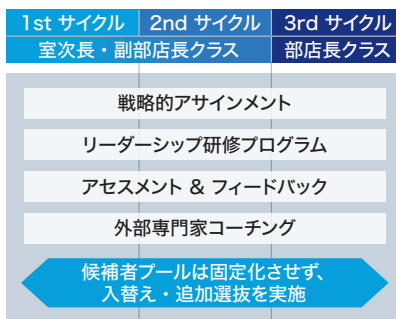 1st サイクル 2nd サイクル 3rd サイクル
室次長・副部店長クラス 部店長クラス
戦略的アサインメント
リーダーシップ研修プログラム
アセスメント & フィードバック
外部専門家コーチング
候補者プールは固定化させず、
入替え・追加選抜を実施